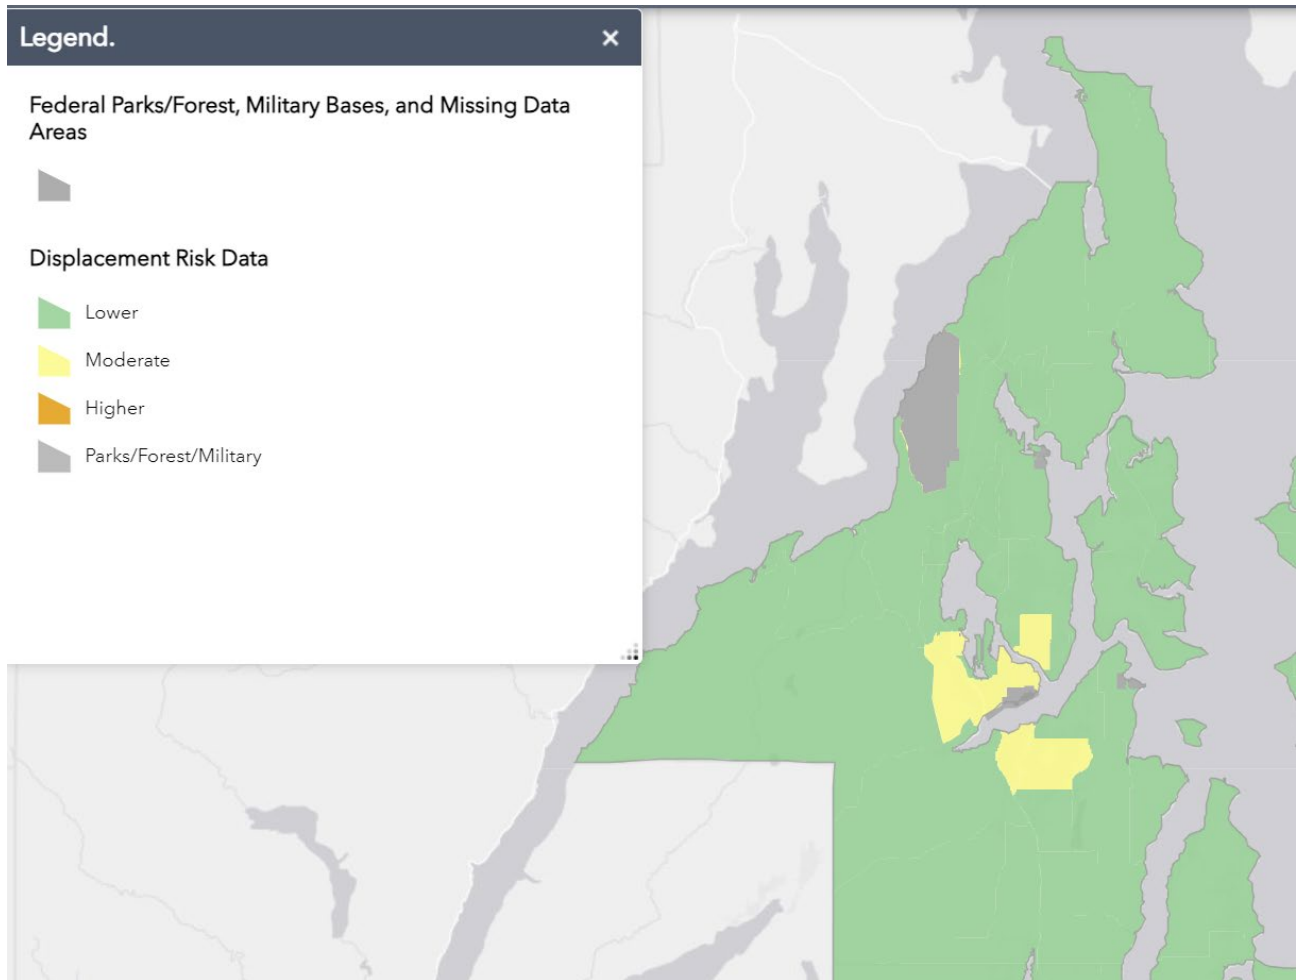 Legend.
Federal Parks/Forest, Military Bases, and Missing Data
Areas
Displacement Risk Data
Lower
Moderate
Higher
Parks/Forest/Military